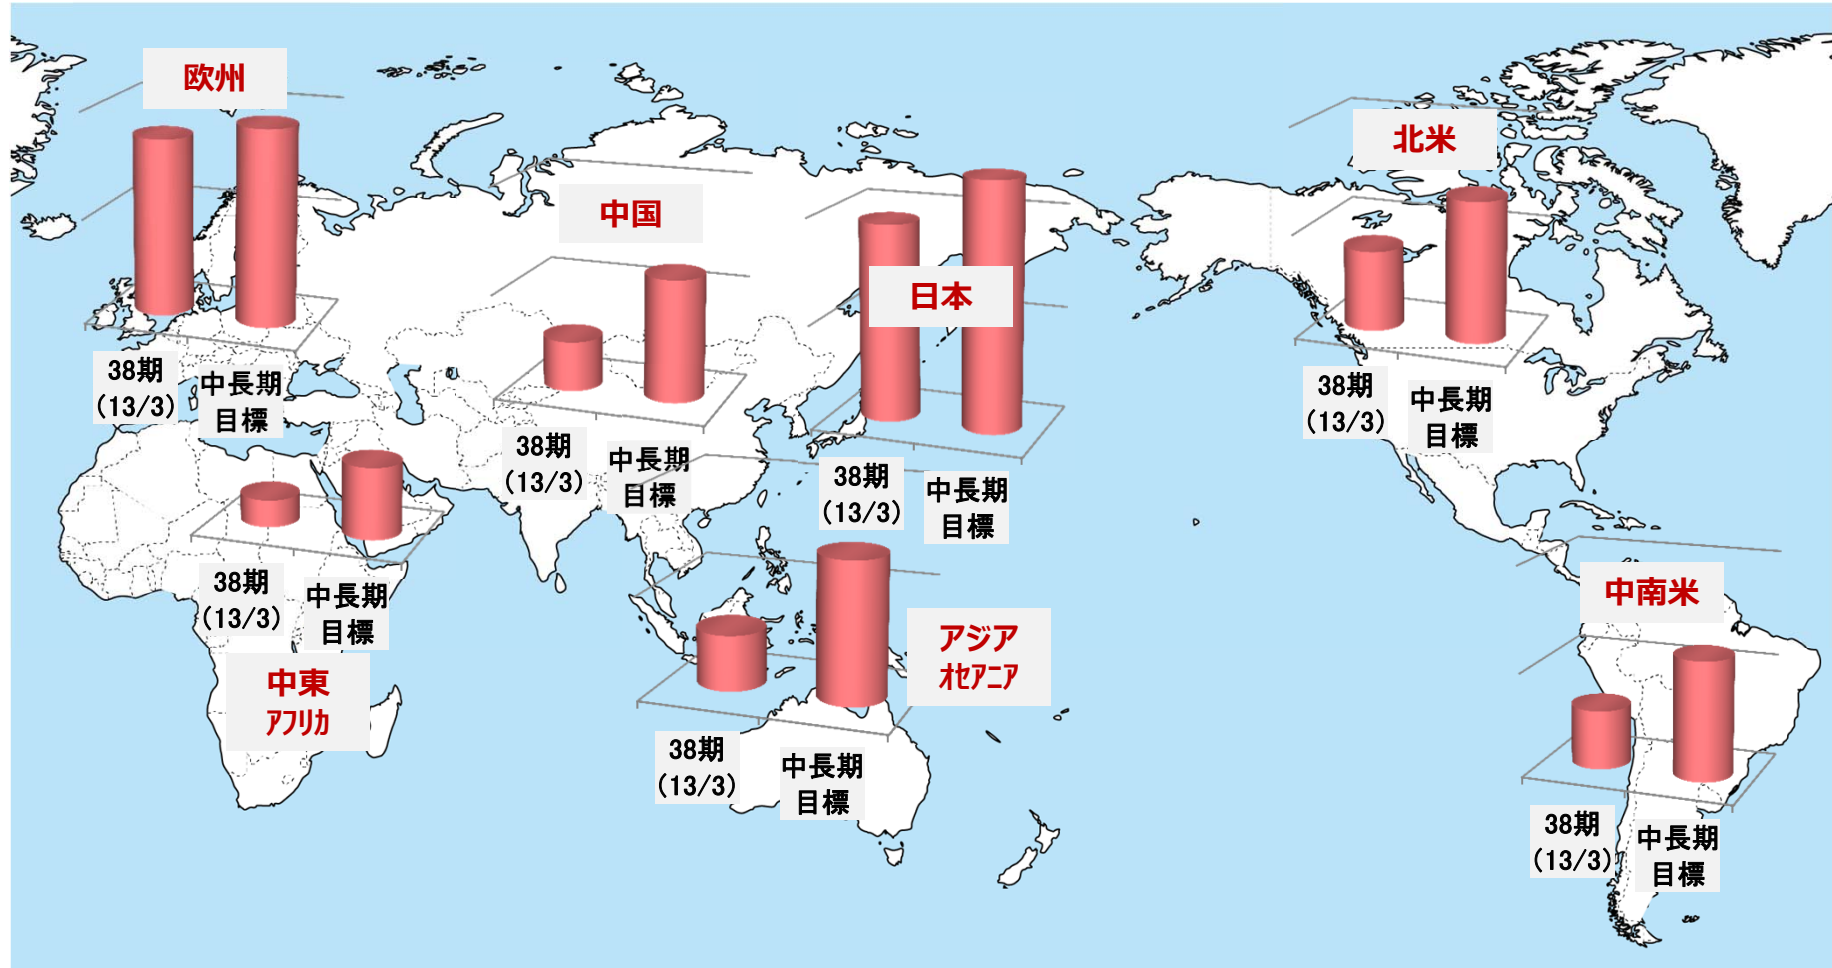 欧州
38期
(13/3)
中長期
目標
中国
38期
(13/3)
中長期
目標
日本
38期
(13/3)
中長期
目標
北米
38期
(13/3)
中長期
目標
38期
(13/3)
中長期
目標
中東
ｱﾌﾘｶ
アジア
ｵｾｱﾆｱ
38期
(13/3)
中長期
目標
中南米
38期
(13/3)
中長期
目標